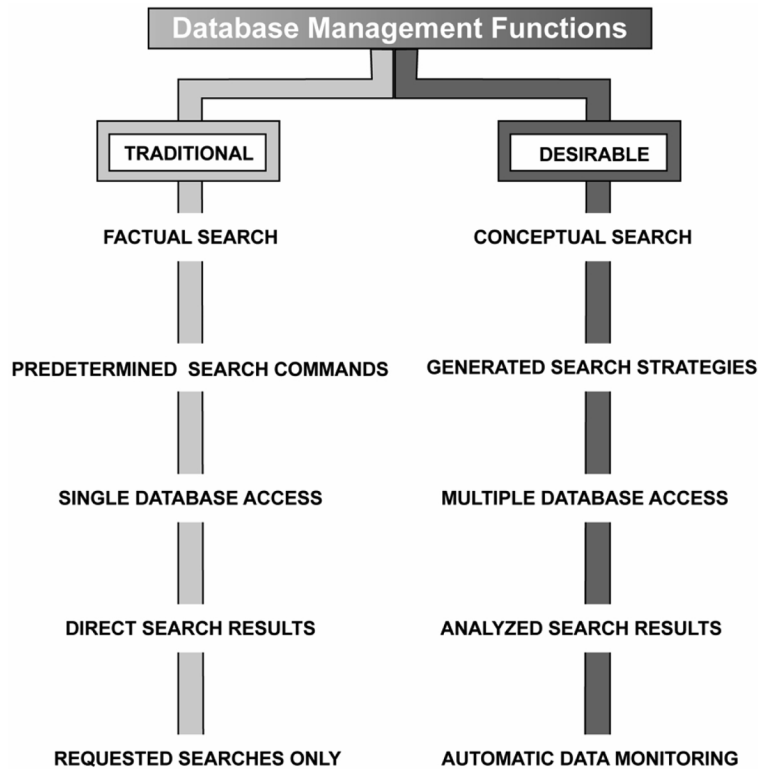 Database Management Functions
TRADITIONAL
FACTUAL SEARCH
PREDETERMINED SEARCH COMMANDS
SINGLE DATABASE ACCESS
DIRECT SEARCH RESULTS
REQUESTED SEARCHES ONLY
DESIRABLE
CONCEPTUAL SEARCH
GENERATED SEARCH STRATEGIES
MULTIPLE DATABASE ACCESS
ANALYZED SEARCH RESULTS
AUTOMATIC DATA MONITORING